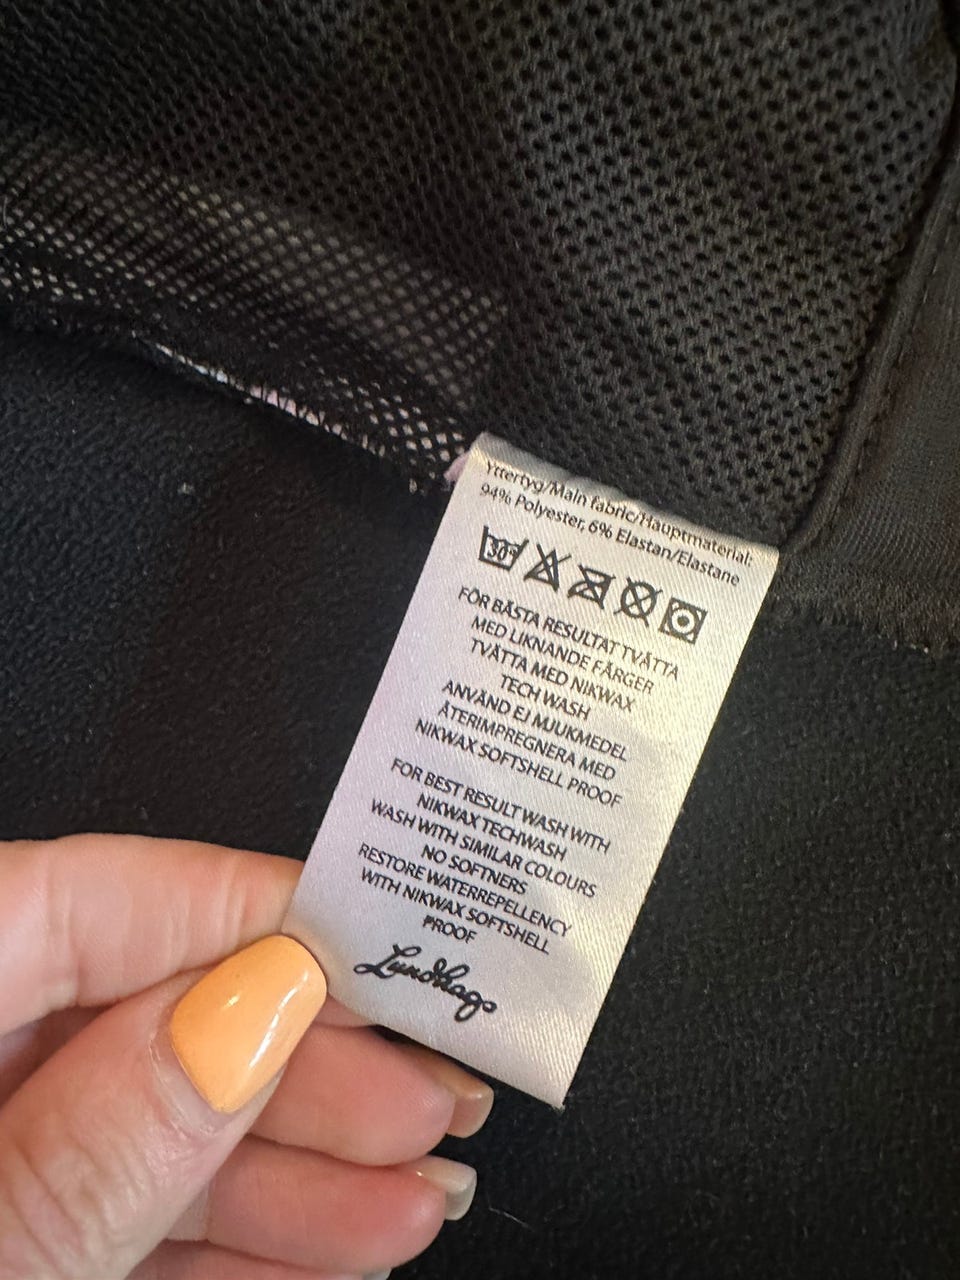 Yttertyg/Main fabric/Hauptmaterial:
94% Polyester, 6% Elastan/Elastane
30°
FÖR BÄSTA RESULTAT TVÄTTA
MED LIKNANDE FÄRGER
TVÄTTA MED NIKWAX
TECH WASH
ANVÄND EJ MJUKMEDEL
ÅTERIMPREGNERA MED
NIKWAX SOFTSHELL PROOF
FOR BEST RESULT WASH WITH
NIKWAX TECHWASH
WASH WITH SIMILAR COLOURS
NO SOFTNERS
RESTORE WATERREPELLENCY
WITH NIKWAX SOFTSHELL
PROOF
Lundhags